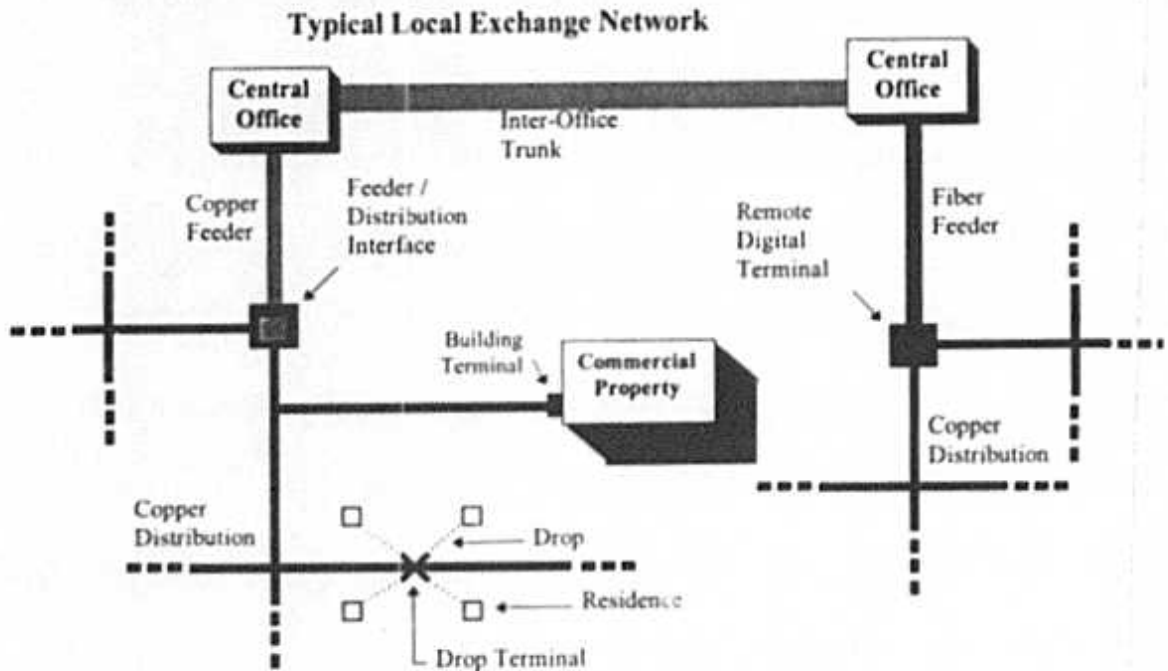 Typical Local Exchange Network
Central
Office
Central
Office
Inter-Office
Trunk
Copper
Feeder
Feeder /
Distribution
Interface
Remote
Digital
Terminal
Fiber
Feeder
Building
Terminal
Commercial
Property
Copper
Distribution
Copper
Distribution
Drop
Residence
Drop Terminal